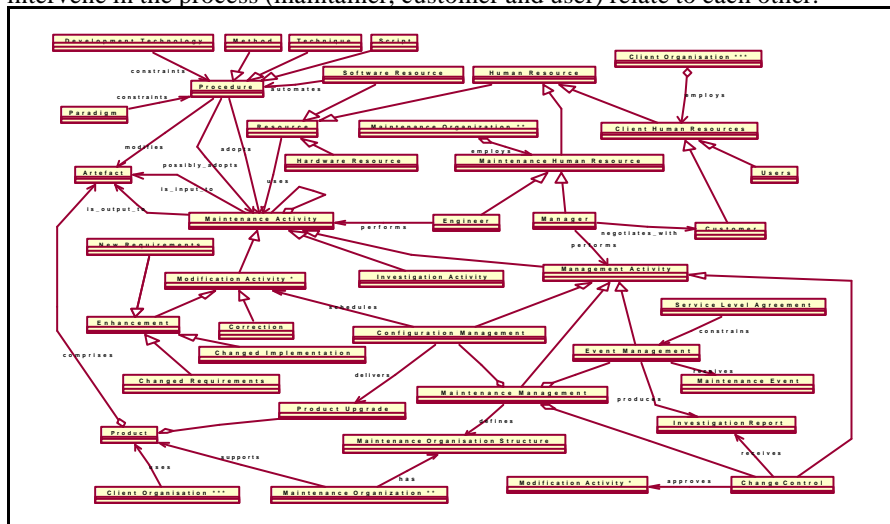 intervene in the process (maintainer, customer and user) relate to each other.
Development Technology
Method
Technique
Script
constraints
Client Organisation ***
Software Resource
Human Resource
Procedure
automates
employs
constraints
Paradigm
Resource
Maintenance Organization **
Client Human Resources
modifies
adopts
employs
possibly_adopts
Hardware Resource
Maintenance Human Resource
Artefact
uses
Users
is_input_to
is_output_to
Maintenance Activity
performs
Engineer
Manager
negotiates_with
Customer
performs
New Requirements
Modification Activity *
Investigation Activity
Management Activity
schedules
Service Level Agreement
Enhancement
Correction
Configuration Management
constrains
Changed Implementation
Event Management
comprises
delivers
receives
Changed Requirements
Maintenance Management
Maintenance Event
produces
Product Upgrade
defines
Investigation Report
Product
Maintenance Organisation Structure
supports
receives
uses
has
Client Organisation ***
Maintenance Organization **
Modification Activity *
approves
Change Control